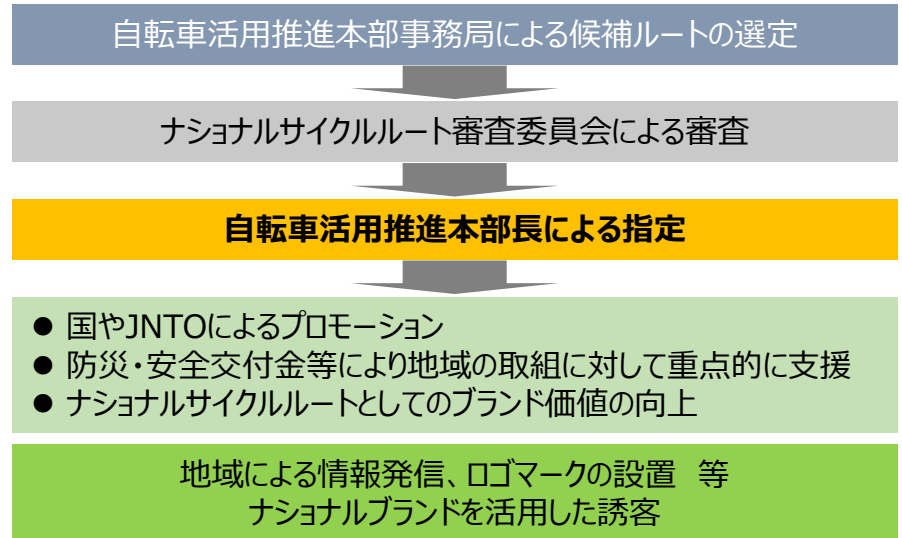 自転車活用推進本部事務局による候補ルートの選定
ナショナルサイクルルート審査委員会による審査
自転車活用推進本部長による指定
● 国やJNTOによるプロモーション
● 防災・安全交付金等により地域の取組に対して重点的に支援
● ナショナルサイクルルートとしてのブランド価値の向上
地域による情報発信、ロゴマークの設置　等
ナショナルブランドを活用した誘客